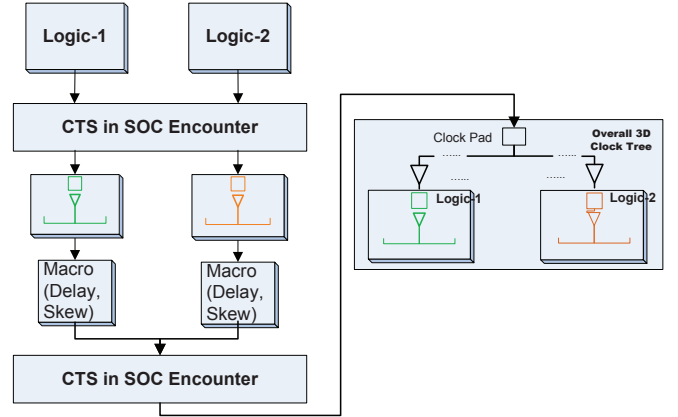 Logic-1
Logic-2
CTS in SOC Encounter
Macro
(Delay,
Skew)
Macro
(Delay,
Skew)
CTS in SOC Encounter
Clock Pad
Overall 3D
Clock Tree
......
......
......
......
Logic-1
Logic-2